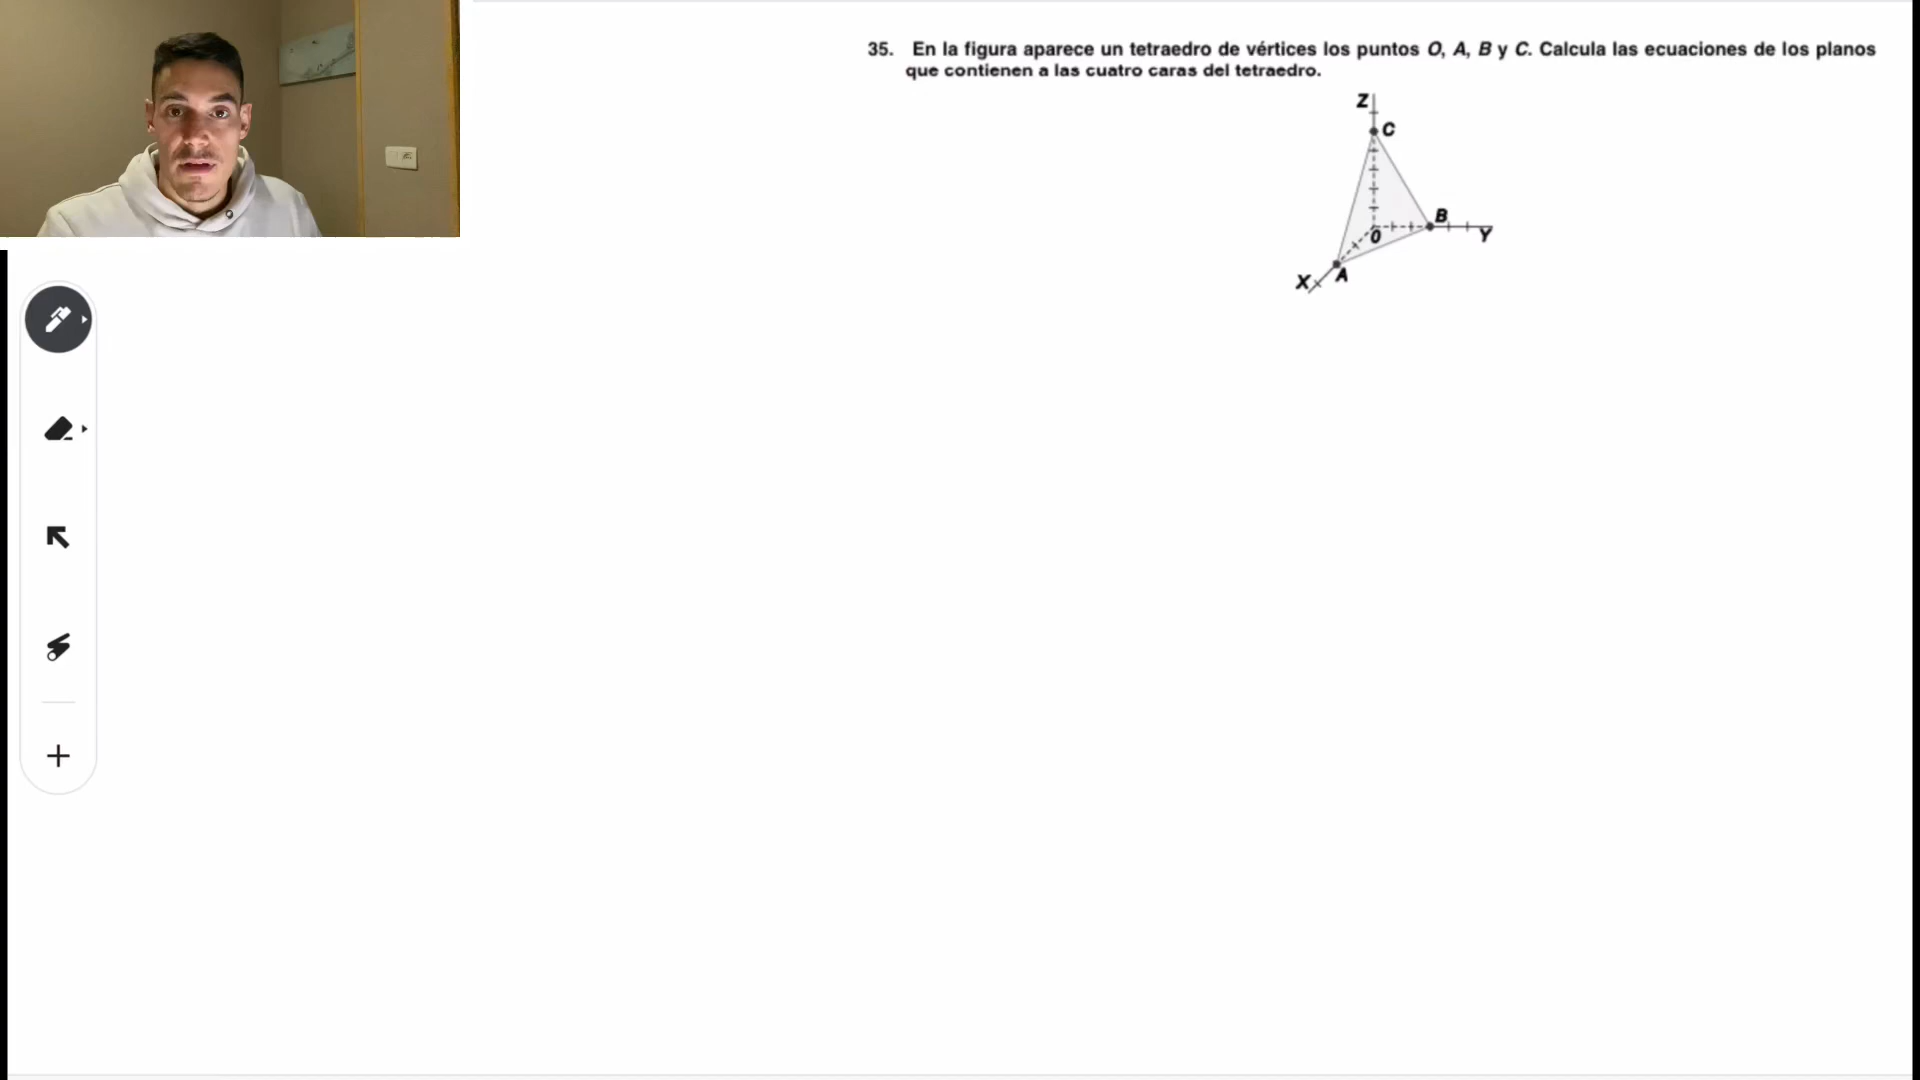 35. En la figura aparece un tetraedro de vértices los puntos O, A, B y C. Calcula las ecuaciones de los planos
que contienen a las cuatro caras del tetraedro.
Z
C
B
O
Y
X
A